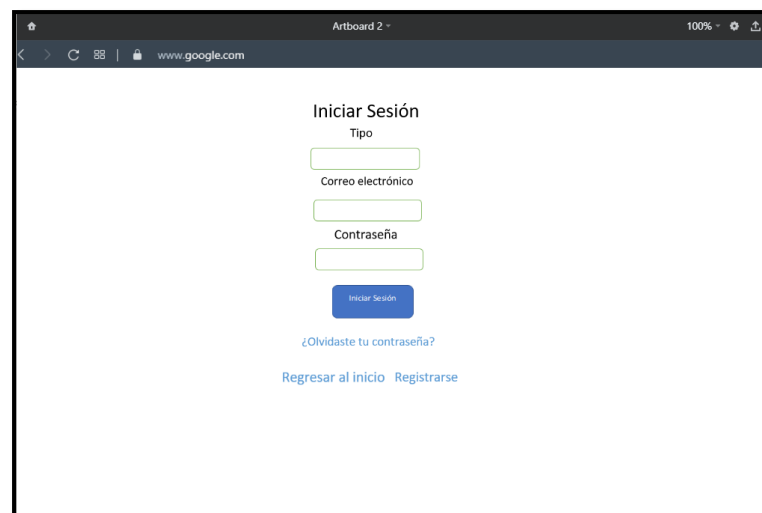 Artboard 2
100%
www.google.com
Iniciar Sesión
Tipo
Correo electrónico
Contraseña
Iniciar Sesión
¿Olvidaste tu contraseña?
Regresar al inicio Registrarse